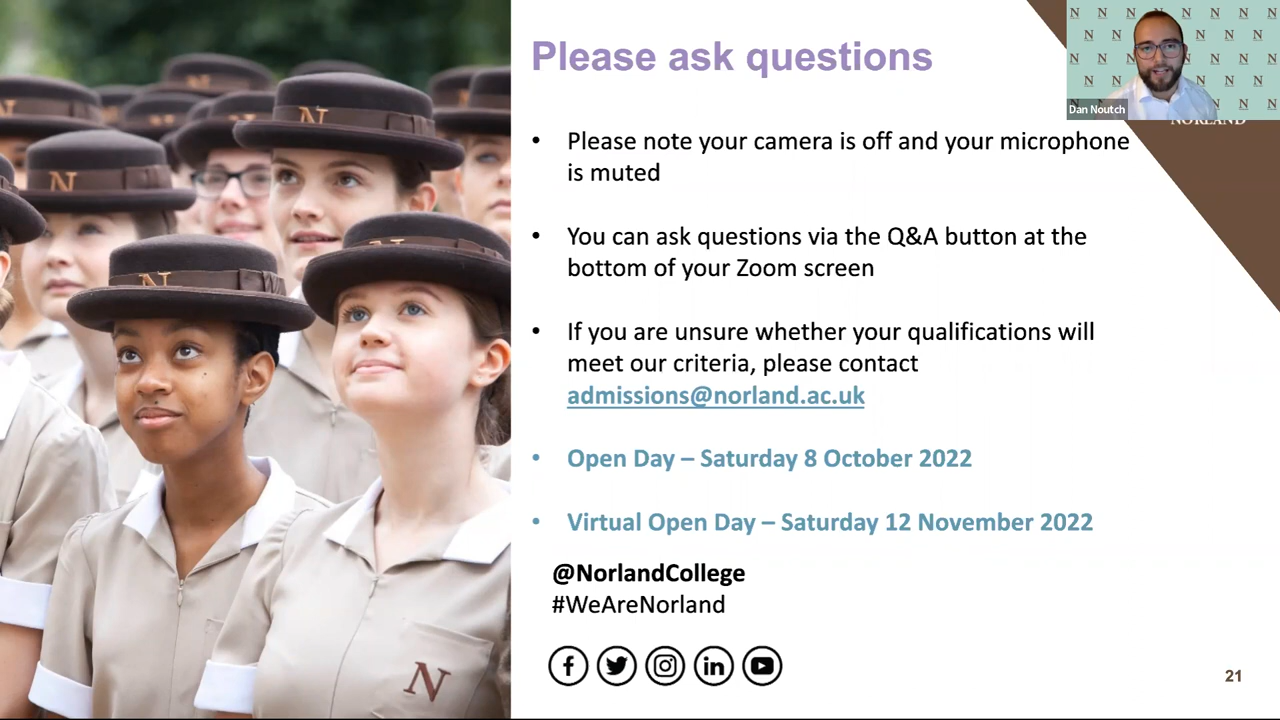 Please ask questions
Dan Noutch
NORLAND
• Please note your camera is off and your microphone
is muted
• You can ask questions via the Q&A button at the
bottom of your Zoom screen
• If you are unsure whether your qualifications will
meet our criteria, please contact
admissions@norland.ac.uk
• Open Day – Saturday 8 October 2022
• Virtual Open Day – Saturday 12 November 2022
@NorlandCollege
#WeAreNorland
21
N
N
N
N
N